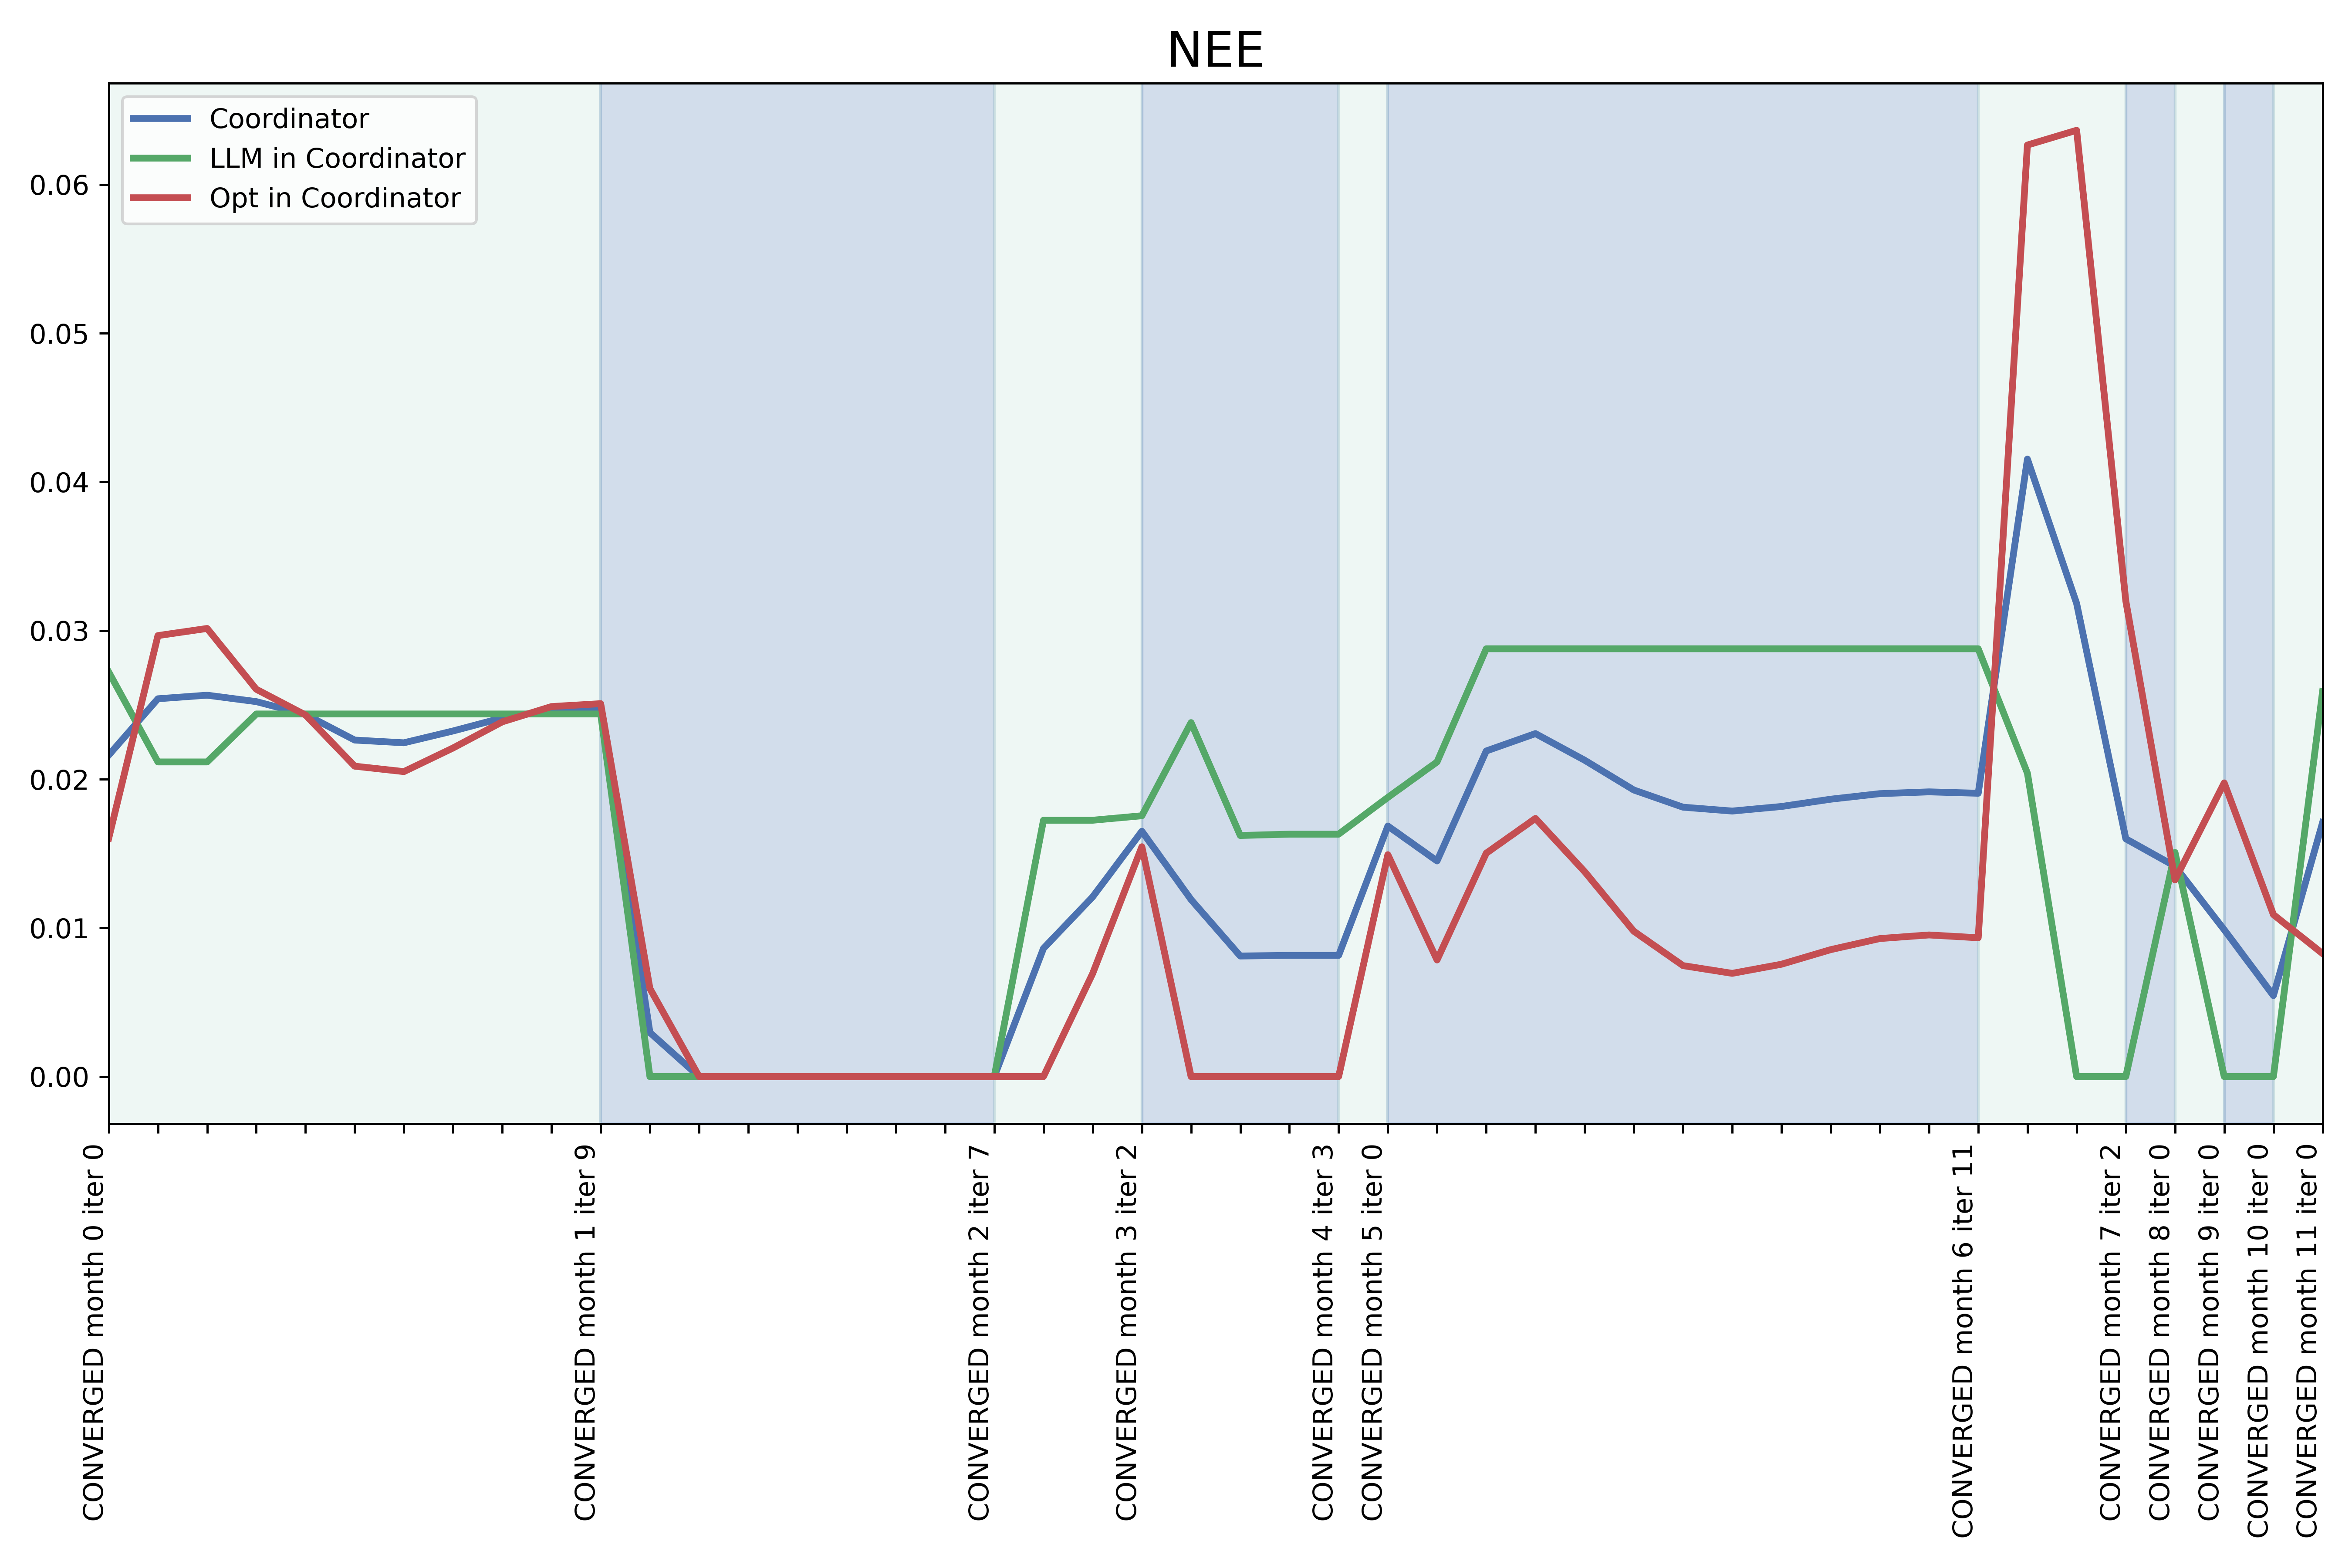 NEE
Coordinator
LLM in Coordinator
Opt in Coordinator
0.06
0.05
0.04
0.03
0.02
0.01
0.00
CONVERGED month 0 iter 0
CONVERGED month 1 iter 9
CONVERGED month 2 iter 7
CONVERGED month 3 iter 2
CONVERGED month 4 iter 3
CONVERGED month 5 iter 0
CONVERGED month 6 iter 11
CONVERGED month 7 iter 2
CONVERGED month 8 iter 0
CONVERGED month 9 iter 0
CONVERGED month 10 iter 0
CONVERGED month 11 iter 0